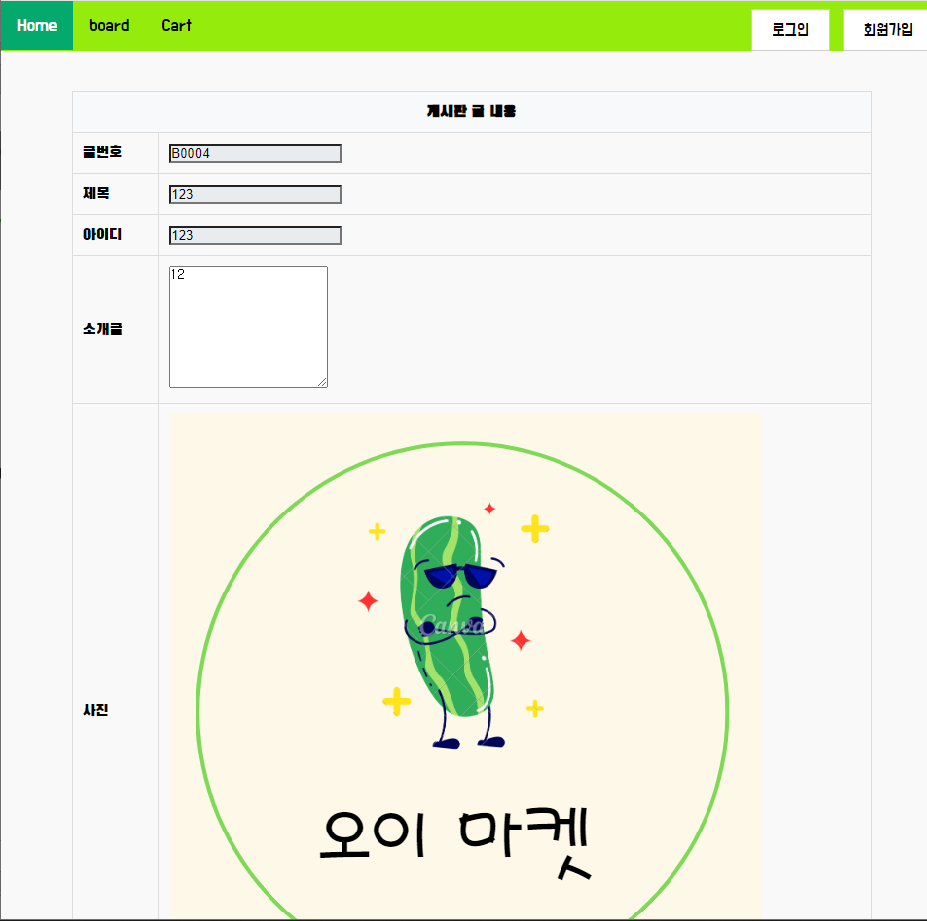 Home board Cart 로그인 회원가입
게시판 글 내용
글번호 B0004
제목 123
아이디 123
소개글 12
사진
Canva
오이 마켓